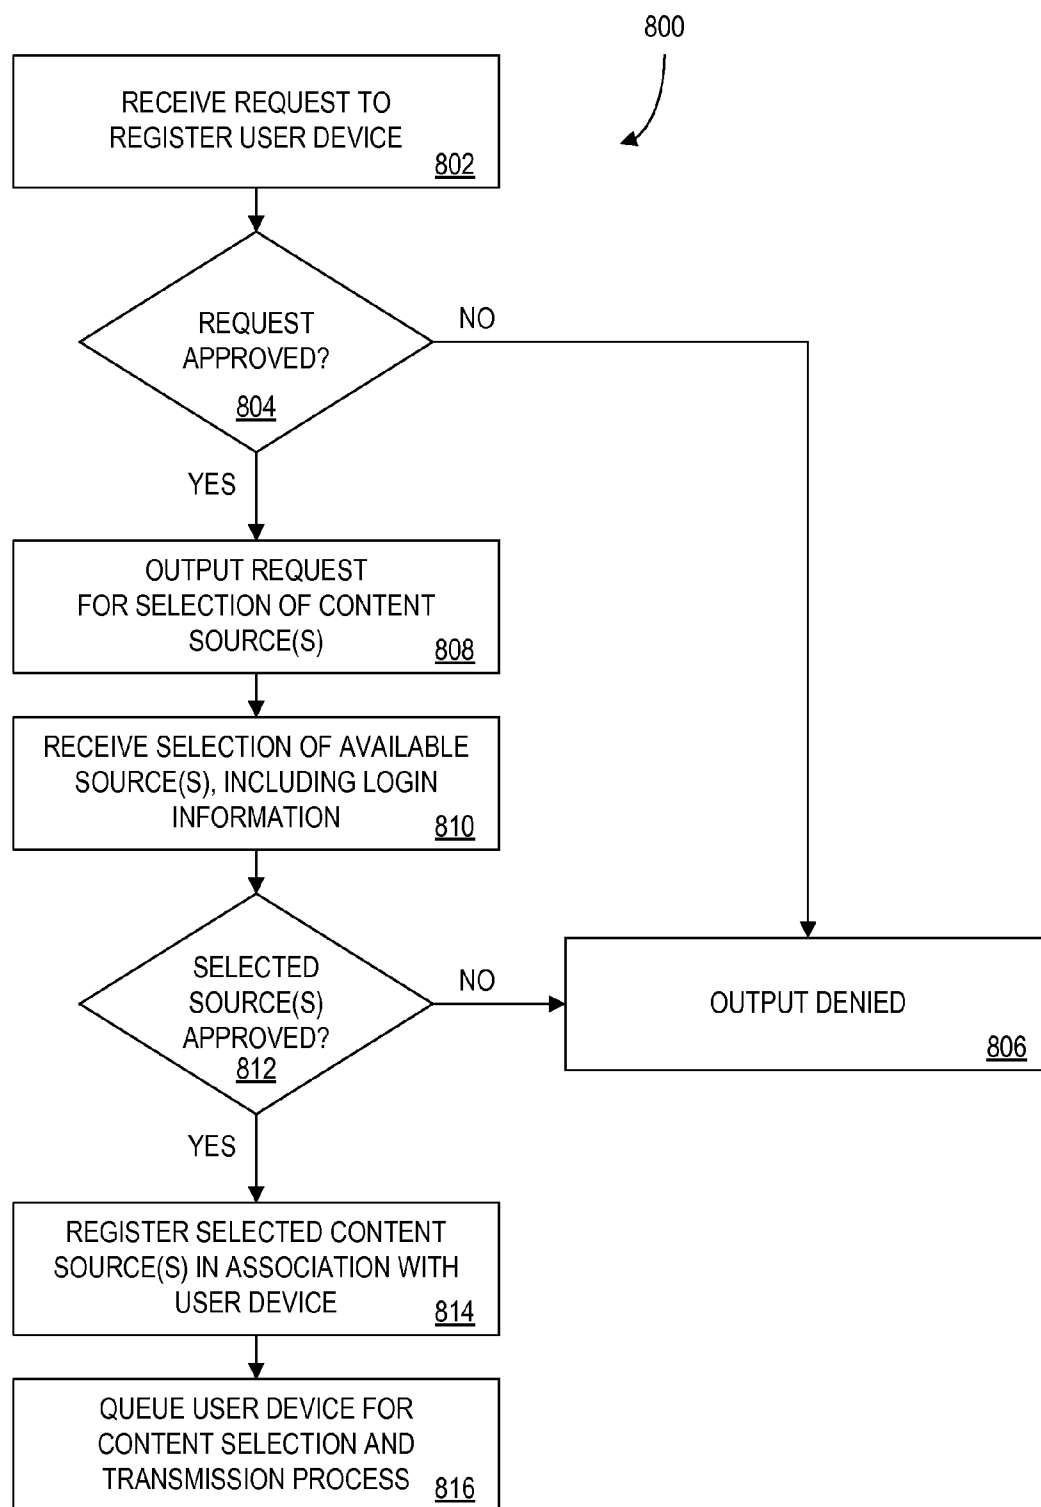 800
RECEIVE REQUEST TO
REGISTER USER DEVICE
802
REQUEST
APPROVED?
804
NO
YES
OUTPUT REQUEST
FOR SELECTION OF CONTENT
SOURCE(S)
808
RECEIVE SELECTION OF AVAILABLE
SOURCE(S), INCLUDING LOGIN
INFORMATION
810
SELECTED
SOURCE(S)
APPROVED?
812
NO
OUTPUT DENIED
806
YES
REGISTER SELECTED CONTENT
SOURCE(S) IN ASSOCIATION WITH
USER DEVICE
814
QUEUE USER DEVICE FOR
CONTENT SELECTION AND
TRANSMISSION PROCESS
816